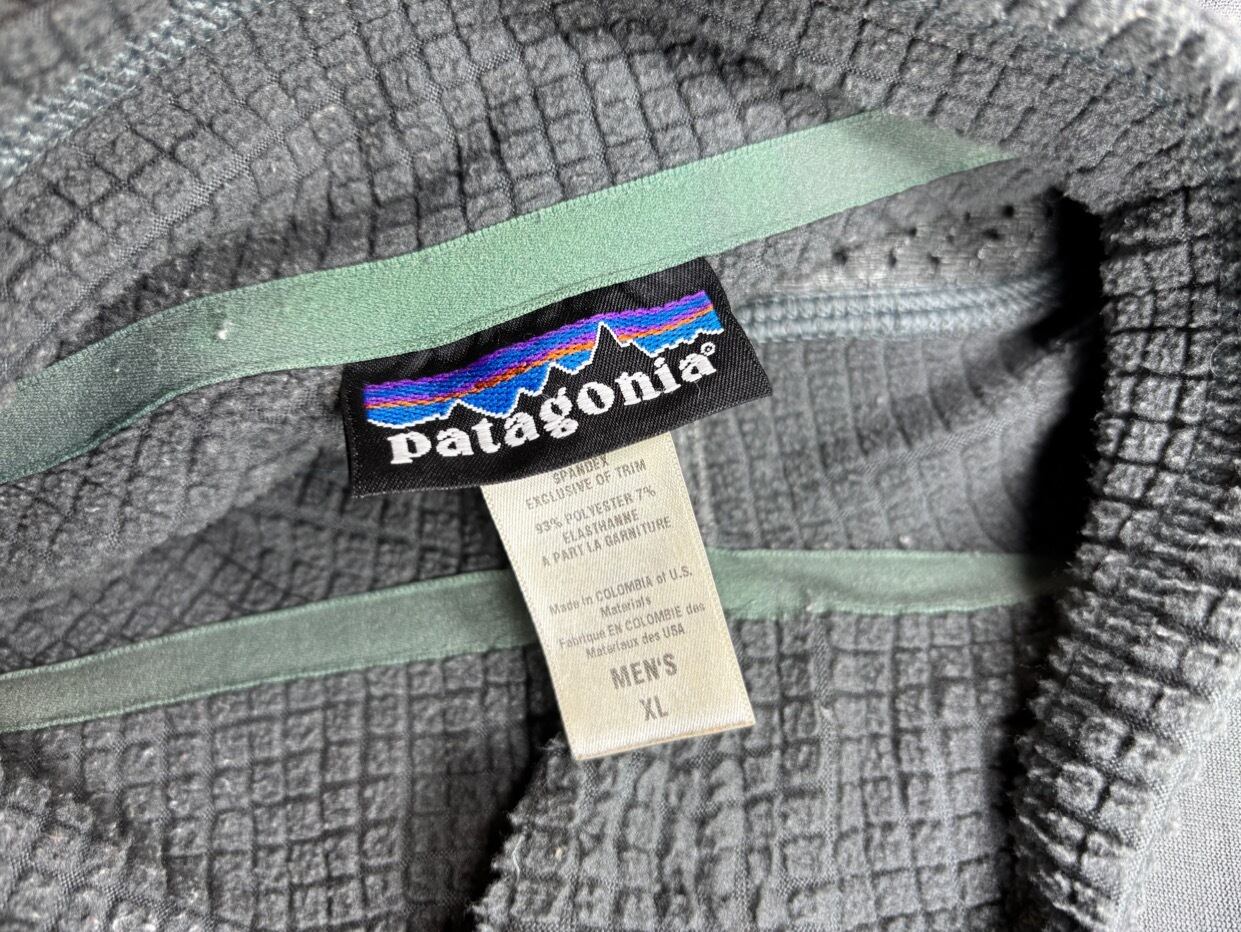 patagonia®
SPANDEX
EXCLUSIVE OF TRIM
93% POLYESTER 7%
ELASTHANNE
A PART LA GARNITURE
Made in COLOMBIA of U.S.
Materials
Fabriqué EN COLOMBIE des
Matériaux des USA
MEN'S
XL